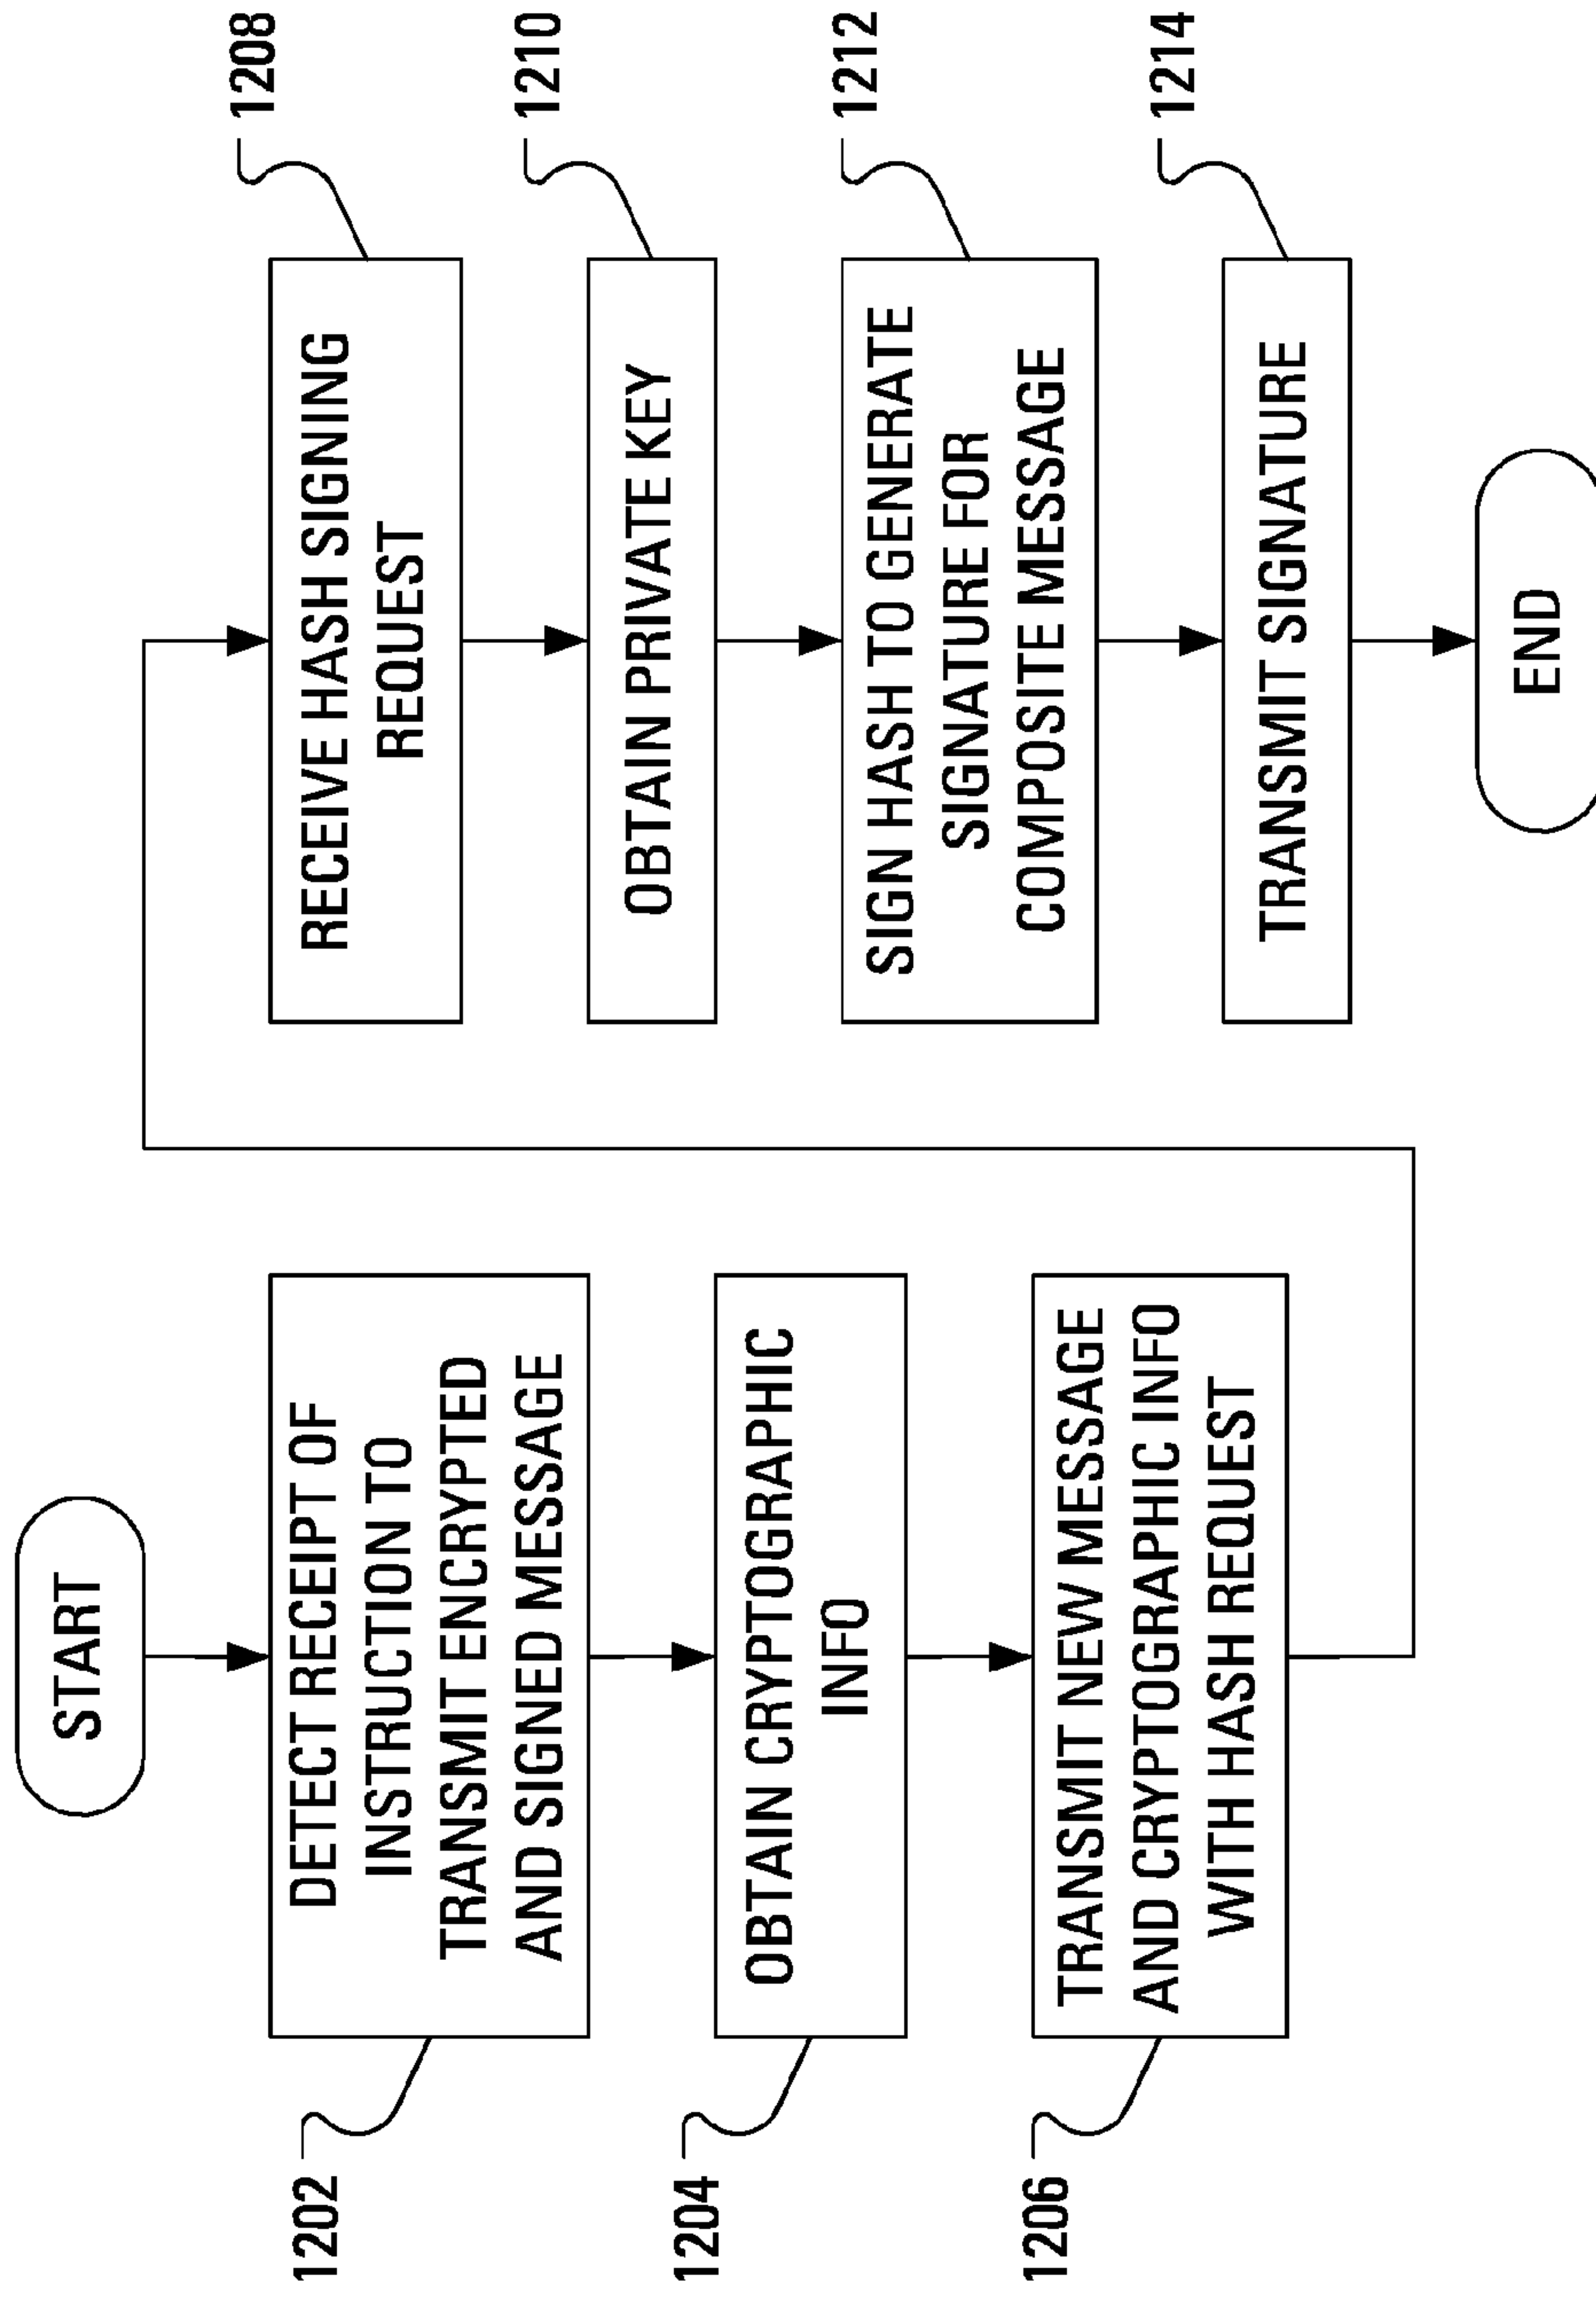 START
1202
DETECT RECEIPT OF
INSTRUCTION TO
TRANSMIT ENCRYPTED
AND SIGNED MESSAGE
1204
OBTAIN CRYPTOGRAPHIC
INFO
1206
TRANSMIT NEW MESSAGE
AND CRYPTOGRAPHIC INFO
WITH HASH REQUEST
RECEIVE HASH SIGNING
REQUEST
1208
OBTAIN PRIVATE KEY
1210
SIGN HASH TO GENERATE
SIGNATURE FOR
COMPOSITE MESSAGE
1212
TRANSMIT SIGNATURE
1214
END